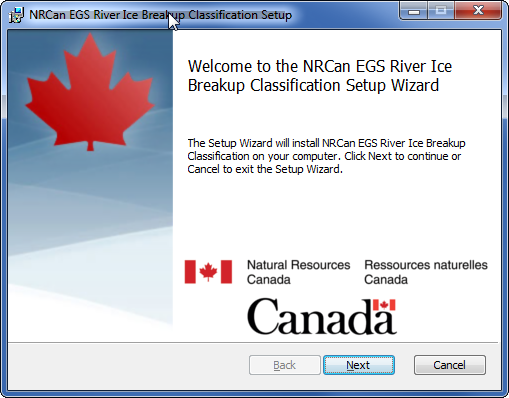 NRCan EGS River Ice Breakup Classification Setup
Welcome to the NRCan EGS River Ice
Breakup Classification Setup Wizard
The Setup Wizard will install NRCan EGS River Ice Breakup
Classification on your computer. Click Next to continue or
Cancel to exit the Setup Wizard.
Natural Resources Ressources naturelles
Canada Canada
Canada
Back Next Cancel